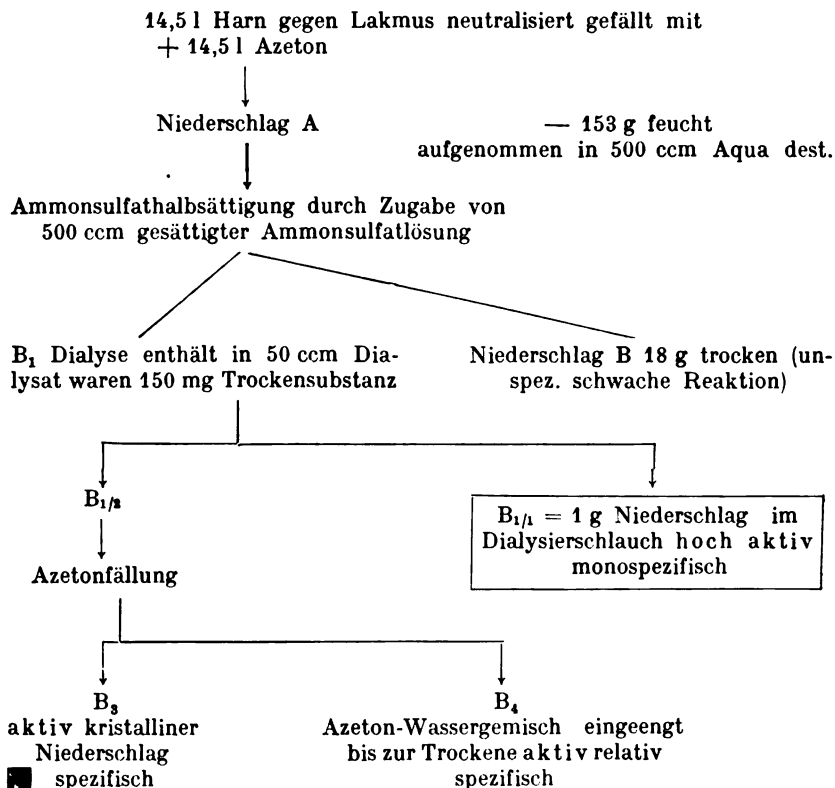 14,5 l Harn gegen Lakmus neutralisiert gefällt mit
+ 14,5 l Azeton
Niederschlag A
— 153 g feucht
aufgenommen in 500 ccm Aqua dest.
Ammonsulfathalbsättigung durch Zugabe von
500 ccm gesättigter Ammonsulfatlösung
B₁ Dialyse enthält in 50 ccm Dia-
lysat waren 150 mg Trockensubstanz
Niederschlag B 18 g trocken (un-
spez. schwache Reaktion)
B₁/₂
B₁/₁ = 1 g Niederschlag im
Dialysierschlauch hoch aktiv
monospezifisch
Azetonfällung
B₃
aktiv kristalliner
Niederschlag
spezifisch
B₄
Azeton-Wassergemisch eingeengt
bis zur Trockene aktiv relativ
spezifisch